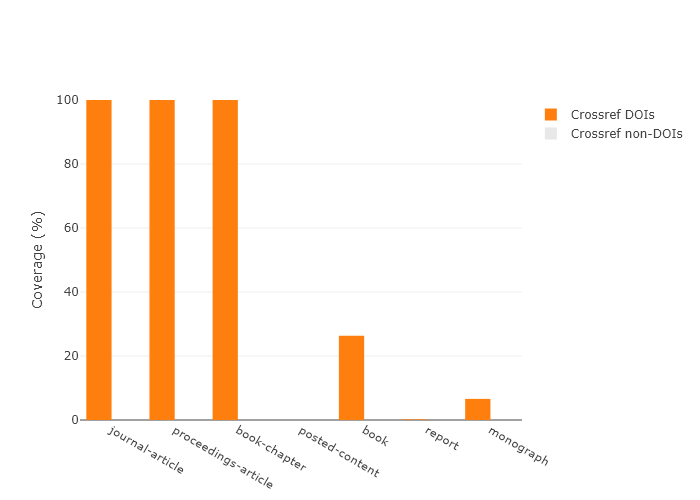 100
80
60
40
20
0
Coverage (%)
journal-article
proceedings-article
book-chapter
posted-content
book
report
monograph
Crossref DOIs
Crossref non-DOIs